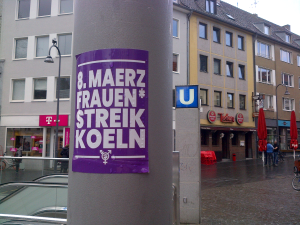 8. MAERZ
FRAUEN*
STREIK
KOELN
U
T